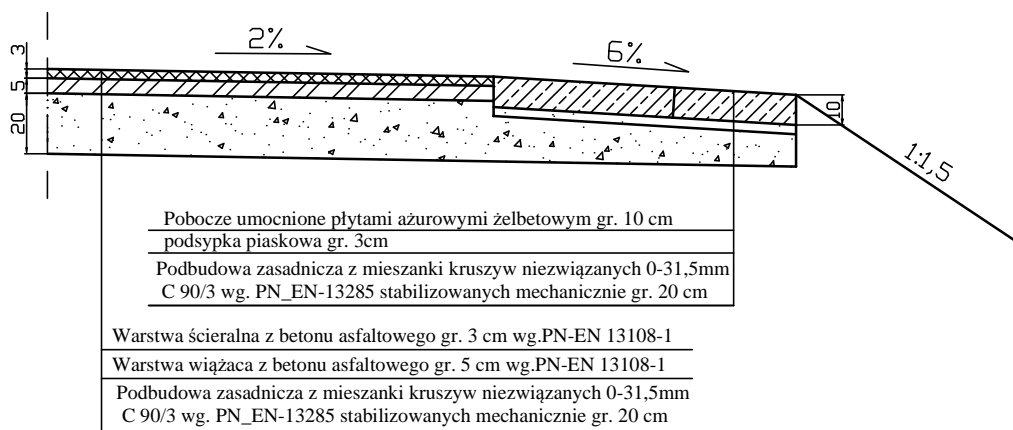 2%
6%
3
5
20
10
1:1,5
Pobocze umocnione płytami ażurowymi żelbetowym gr. 10 cm
podsypka piaskowa gr. 3cm
Podbudowa zasadnicza z mieszanki kruszyw niezwiązanych 0-31,5mm
C 90/3 wg. PN_EN-13285 stabilizowanych mechanicznie gr. 20 cm
Warstwa ścieralna z betonu asfaltowego gr. 3 cm wg.PN-EN 13108-1
Warstwa wiążaca z betonu asfaltowego gr. 5 cm wg.PN-EN 13108-1
Podbudowa zasadnicza z mieszanki kruszyw niezwiązanych 0-31,5mm
C 90/3 wg. PN_EN-13285 stabilizowanych mechanicznie gr. 20 cm